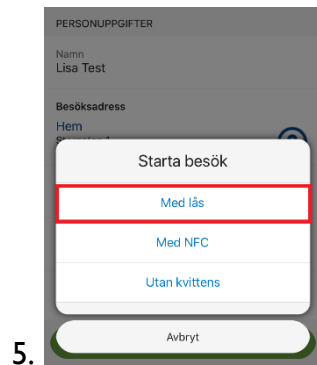 PERSONUPPGIFTER
Namn
Lisa Test
Besöksadress
Hem
Starta besök
Med lås
Med NFC
Utan kvittens
Avbryt
5.